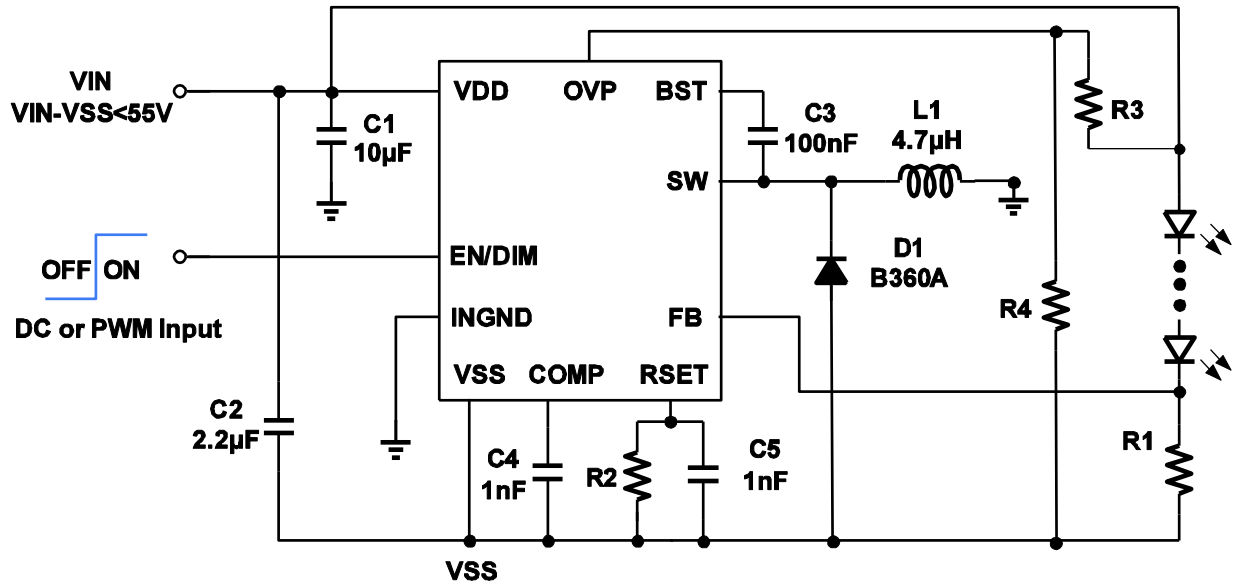 VIN
VIN-VSS<55V
C1
10µF
VDD
OVP
BST
C3
100nF
L1
4.7µH
R3
SW
OFF
ON
DC or PWM Input
EN/DIM
INGND
FB
D1
B360A
R4
VSS
COMP
RSET
C2
2.2µF
C4
1nF
R2
C5
1nF
R1
VSS